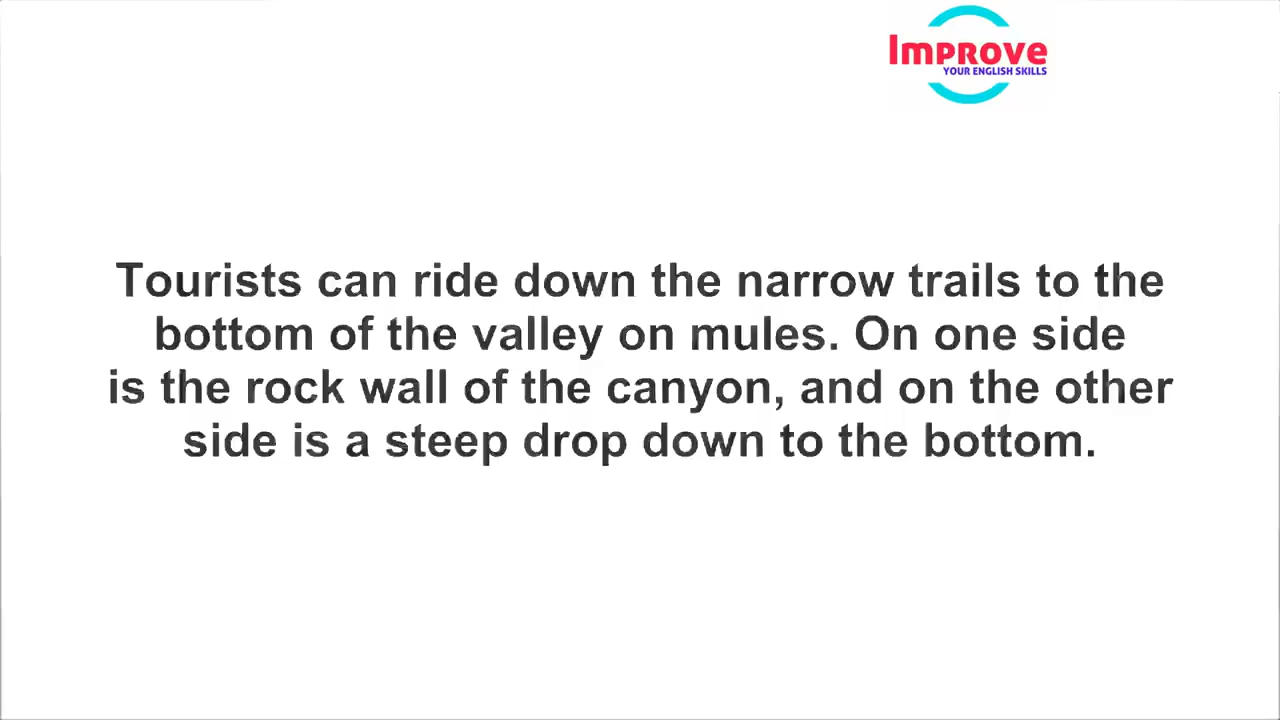 Improve
YOUR ENGLISH SKILLS
Tourists can ride down the narrow trails to the
bottom of the valley on mules. On one side
is the rock wall of the canyon, and on the other
side is a steep drop down to the bottom.